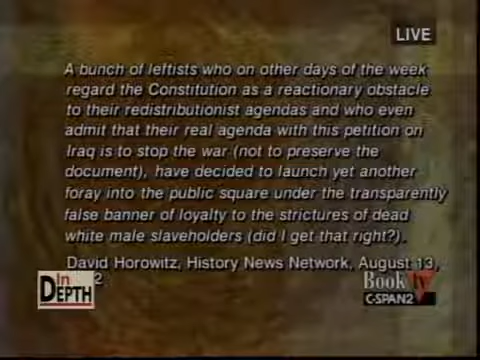 LIVE
A bunch of leftists who on other days of the week
regard the Constitution as a reactionary obstacle
to their redistributionist agendas and who even
admit that their real agenda with this petition on
Iraq is to stop the war (not to preserve the
document), have decided to launch yet another
foray into the public square under the transparently
false banner of loyalty to the strictures of dead
white male slaveholders (did I get that right?).
David Horowitz, History News Network, August 13,
2
In
DEPTH
Book tv
C-SPAN2